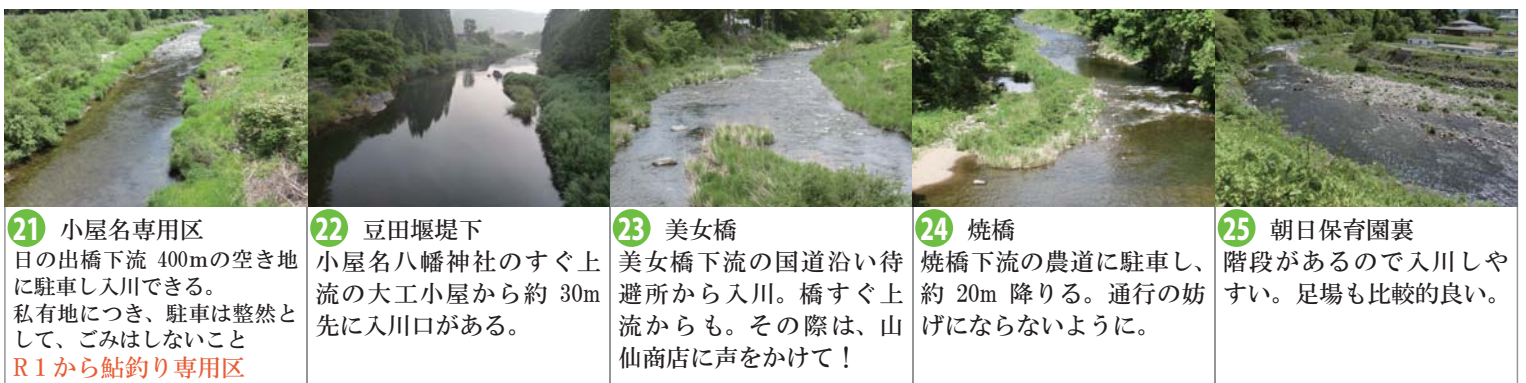 21 小屋名専用区
日の出橋下流 400mの空き地
に駐車し入川できる。
私有地につき、駐車は整然と
して、ごみはしないこと
R１から鮎釣り専用区
22 豆田堰堤下
小屋名八幡神社のすぐ上
流の大工小屋から約 30m
先に入川口がある。
23 美女橋
美女橋下流の国道沿い待
避所から入川。橋すぐ上
流からも。その際は、山
仙商店に声をかけて！
24 焼橋
焼橋下流の農道に駐車し、
約 20m 降りる。通行の妨
げにならないように。
25 朝日保育園裏
階段があるので入川しや
すい。足場も比較的良い。